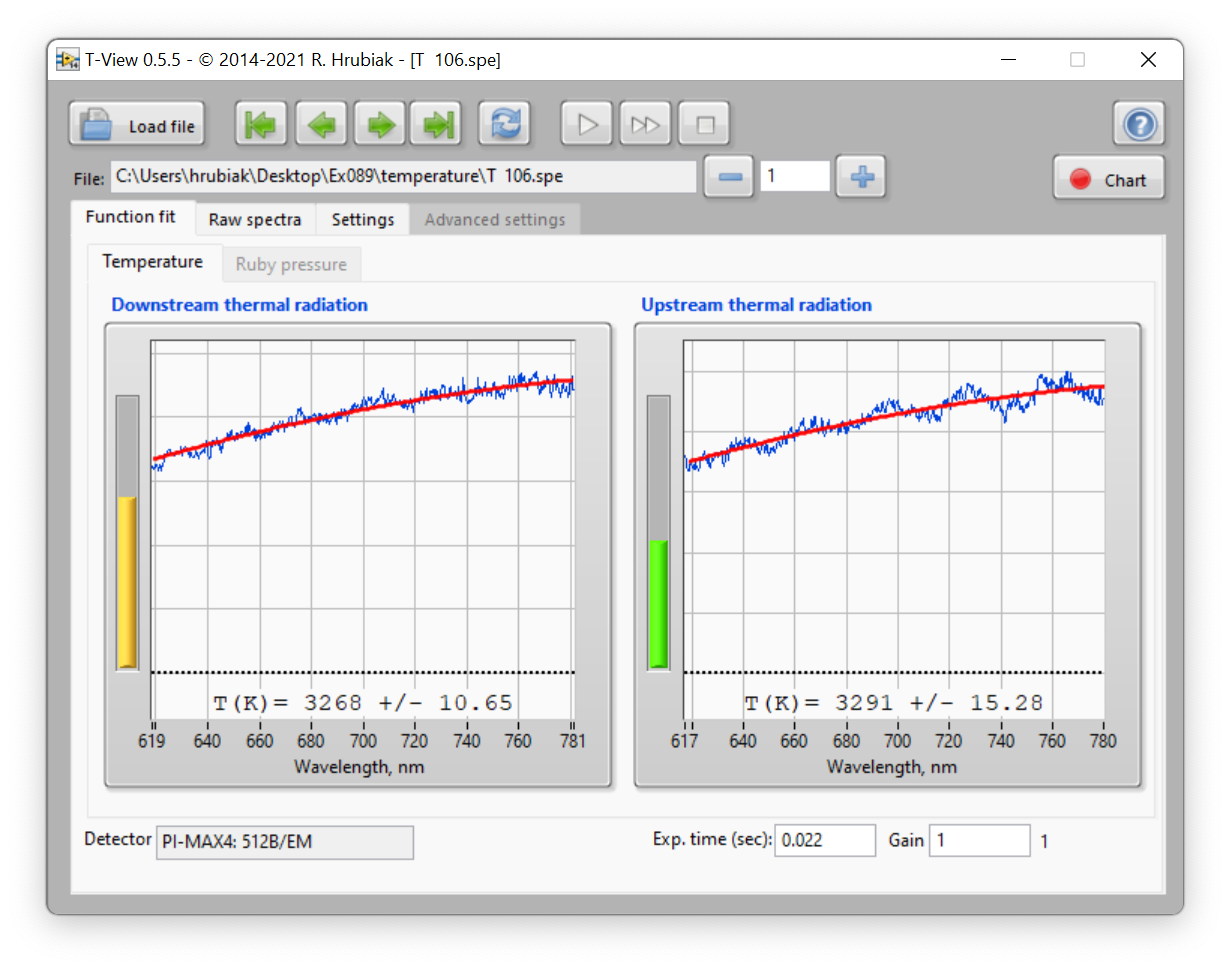 T-View 0.5.5 - © 2014-2021 R. Hrubiak - [T  106.spe]
Load file
File: C:\Users\hrubiak\Desktop\Ex089\temperature\T  106.spe 1 Chart
Function fit Raw spectra Settings Advanced settings
Temperature Ruby pressure
Downstream thermal radiation
T(K)= 3268 +/- 10.65
619 640 660 680 700 720 740 760 781
Wavelength, nm
Upstream thermal radiation
T(K)= 3291 +/- 15.28
617 640 660 680 700 720 740 760 780
Wavelength, nm
Detector PI-MAX4: 512B/EM Exp. time (sec): 0.022 Gain 1 1